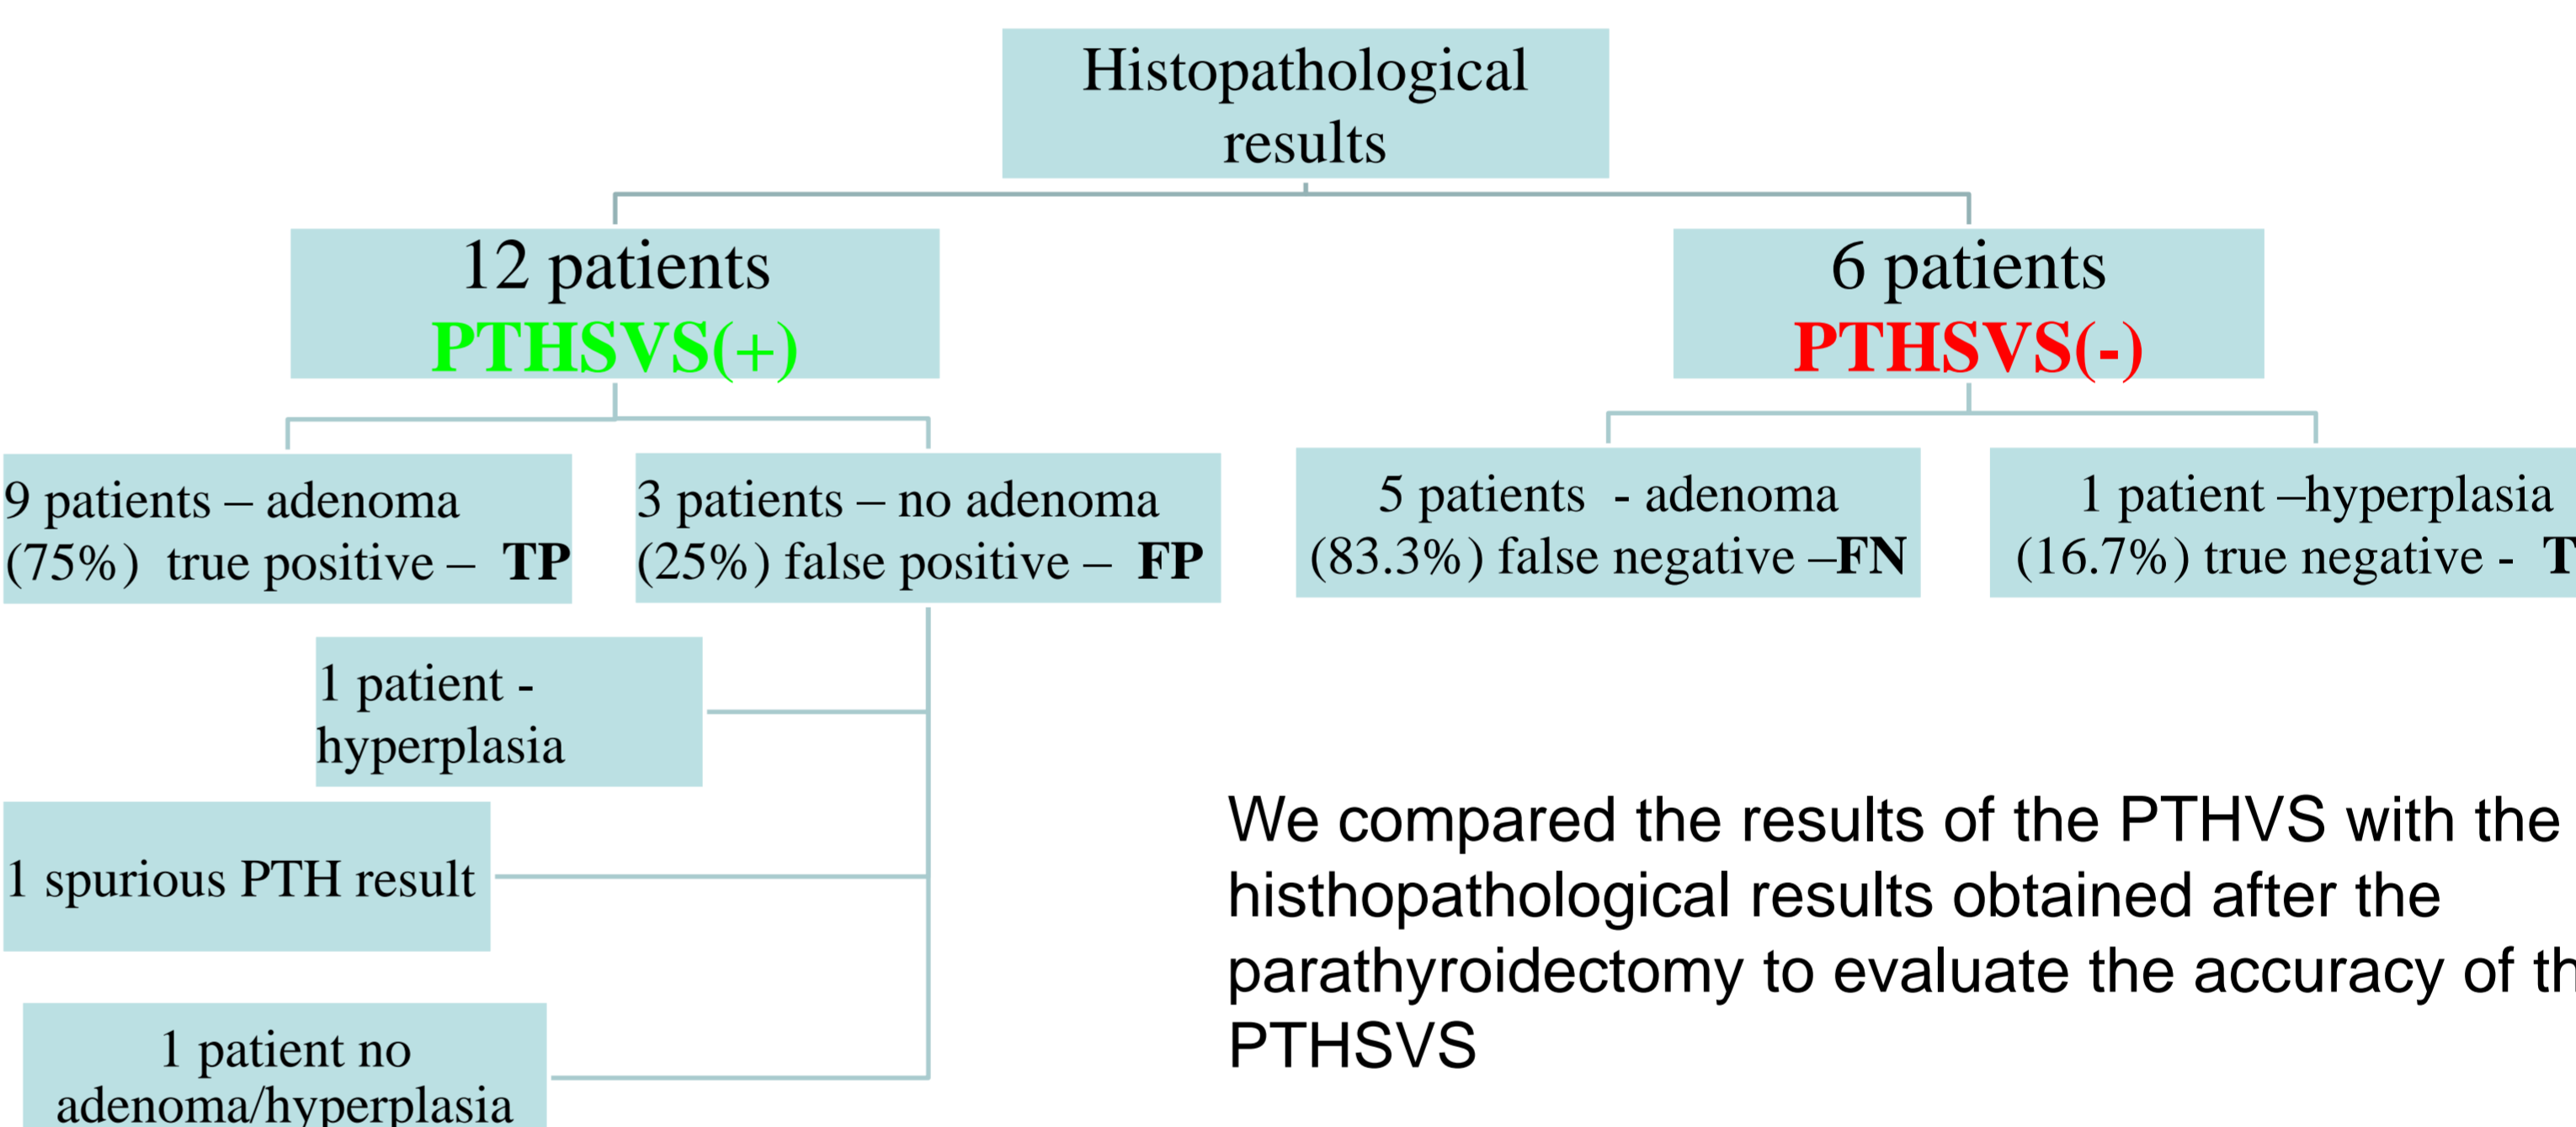 Histopathological
results
12 patients
PTHSVS(+)
6 patients
PTHSVS(-)
9 patients – adenoma
(75%) true positive – TP
3 patients – no adenoma
(25%) false positive – FP
5 patients - adenoma
(83.3%) false negative –FN
1 patient –hyperplasia
(16.7%) true negative - T
1 patient -
hyperplasia
1 spurious PTH result
1 patient no
adenoma/hyperplasia
We compared the results of the PTHVS with the
histhopathological results obtained after the
parathyroidectomy to evaluate the accuracy of th
PTHSVS